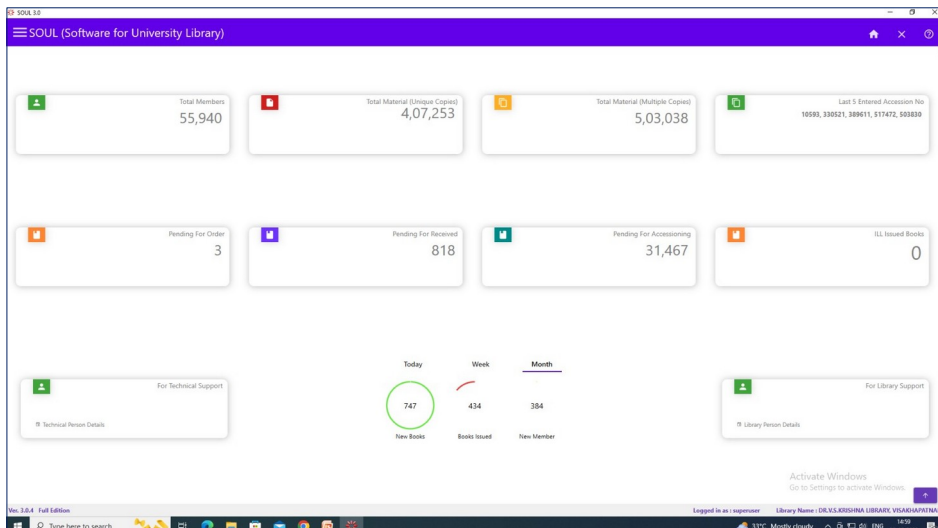 SOUL 3.0
SOUL (Software for University Library)
Total Members
55,940
Total Material (Unique Copies)
4,07,253
Total Material (Multiple Copies)
5,03,038
Last 5 Entered Accession No
10593, 330521, 389611, 517472, 503830
Pending For Order
3
Pending For Received
818
Pending For Accessioning
31,467
ILL Issued Books
0
Today Week Month
747 434 384
New Books Books Issued New Member
For Technical Support
Technical Person Details
For Library Support
Library Person Details
Activate Windows
Go to Settings to activate Windows.
Ver. 3.0.4 Full Edition
Logged in as : superuser Library Name : DR.V.S.KRISHNA LIBRARY, VISAKHAPATNA
Type here to search
33°C Mostly cloudy ENG 14:59